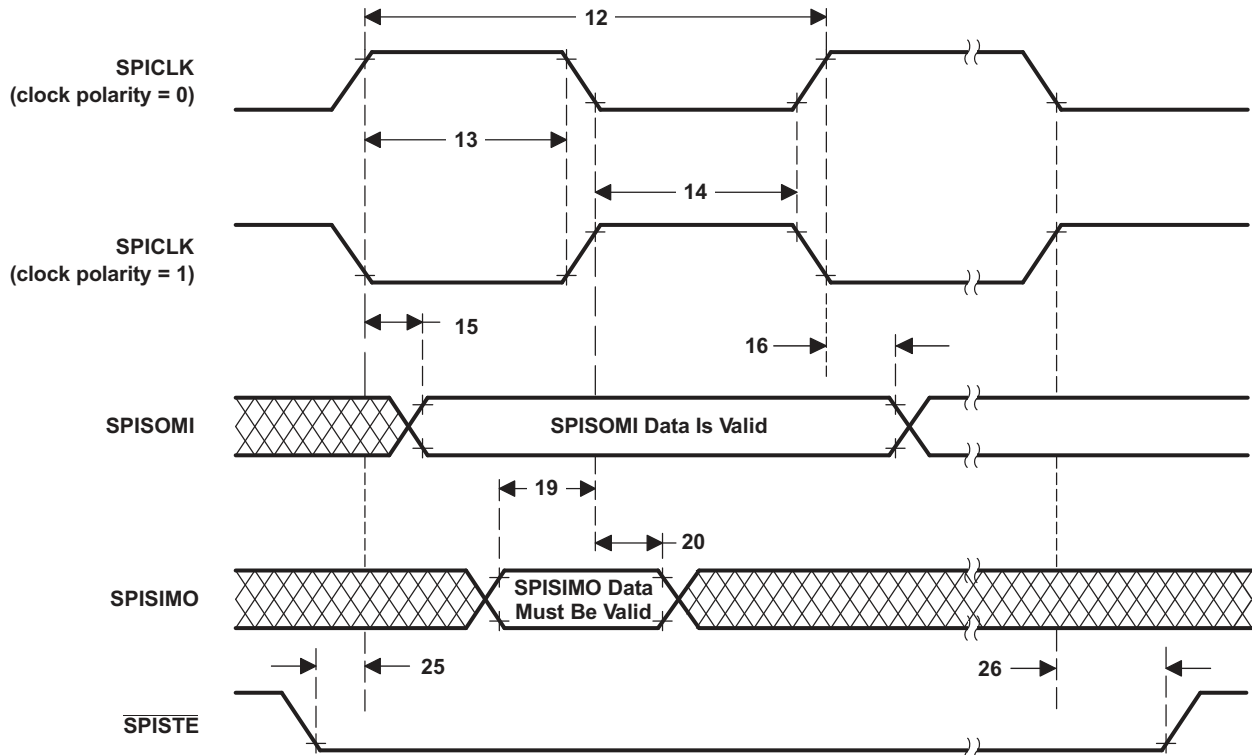 12
SPICLK
(clock polarity = 0)
13
14
SPICLK
(clock polarity = 1)
15
16
SPISOMI
SPISOMI Data Is Valid
19
20
SPISIMO
SPISIMO Data
Must Be Valid
25
26
SPISTE